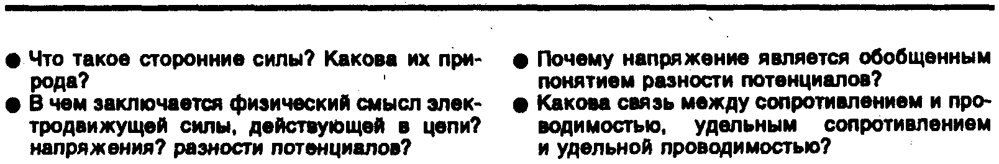 ● Что такое сторонние силы? Какова их при-
рода?
● В чем заключается физический смысл элек-
тродвижущей силы, действующей в цепи?
напряжения? разности потенциалов?
● Почему напряжение является обобщенным
понятием разности потенциалов?
● Какова связь между сопротивлением и про-
водимостью, удельным сопротивлением
и удельной проводимостью?